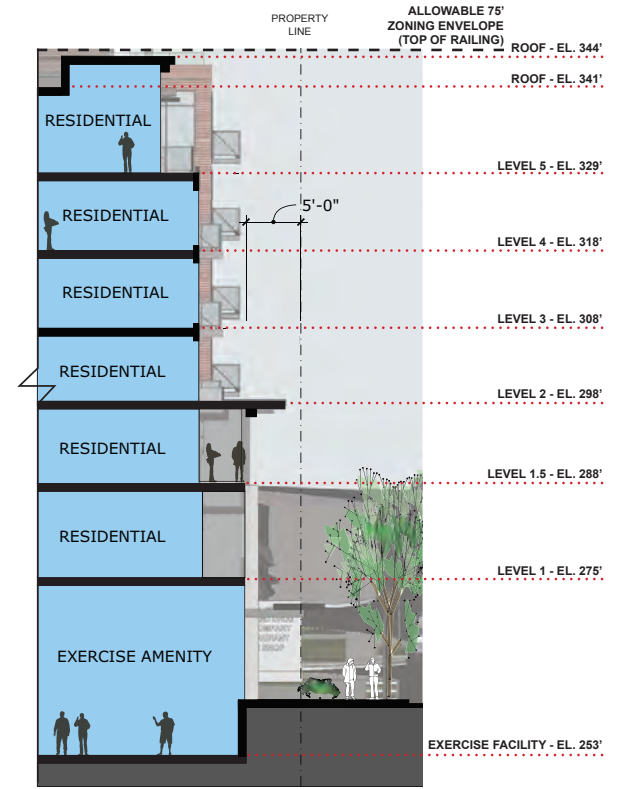 PROPERTY
LINE
ALLOWABLE 75'
ZONING ENVELOPE
(TOP OF RAILING)
ROOF - EL. 344'
ROOF - EL. 341'
RESIDENTIAL
LEVEL 5 - EL. 329'
5'-0"
RESIDENTIAL
LEVEL 4 - EL. 318'
RESIDENTIAL
LEVEL 3 - EL. 308'
RESIDENTIAL
LEVEL 2 - EL. 298'
RESIDENTIAL
LEVEL 1.5 - EL. 288'
RESIDENTIAL
LEVEL 1 - EL. 275'
EXERCISE AMENITY
EXERCISE FACILITY - EL. 253'